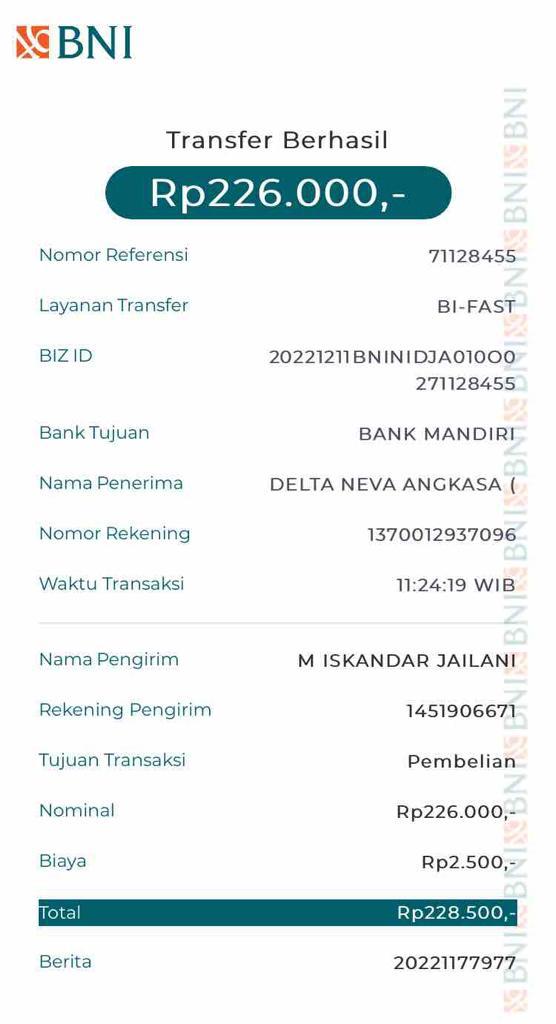 BNI
Transfer Berhasil
Rp226.000,-
Nomor Referensi 71128455
Layanan Transfer BI-FAST
BIZ ID 20221211BNINIDJA010O0
271128455
Bank Tujuan BANK MANDIRI
Nama Penerima DELTA NEVA ANGKASA (
Nomor Rekening 1370012937096
Waktu Transaksi 11:24:19 WIB
Nama Pengirim M ISKANDAR JAILANI
Rekening Pengirim 1451906671
Tujuan Transaksi Pembelian
Nominal Rp226.000,-
Biaya Rp2.500,-
Total Rp228.500,-
Berita 20221177977
BNI BNI BNI BNI BNI BNI BNI BNI